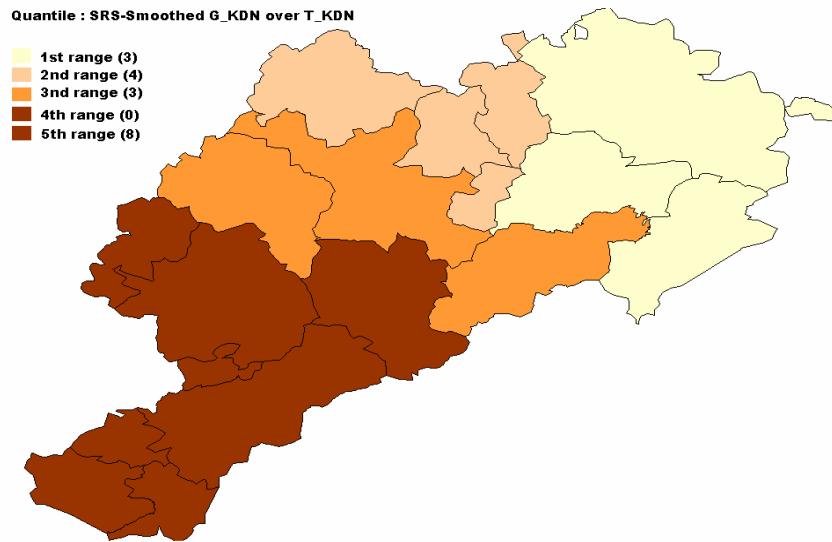 Quantile : SRS-Smoothed G_KDN over T_KDN
1st range (3)
2nd range (4)
3nd range (3)
4th range (0)
5th range (8)